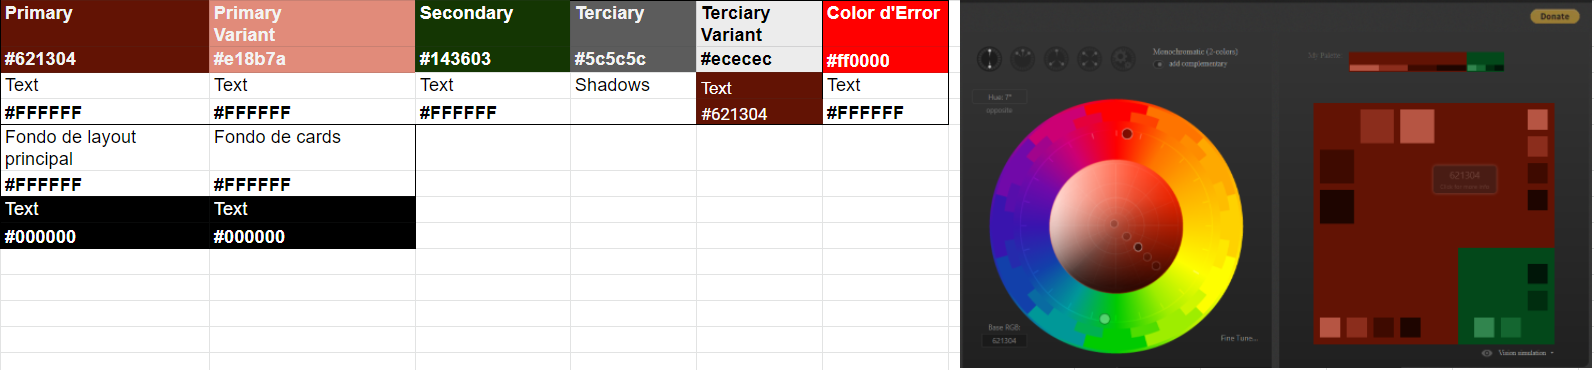 Primary
Primary
Variant
Secondary
Terciary
Terciary
Variant
Color d'Error
#621304
#e18b7a
#143603
#5c5c5c
#ececec
#ff0000
Text
Text
Text
Shadows
Text
Text
#FFFFFF
#FFFFFF
#FFFFFF
#621304
#FFFFFF
Fondo de layout
principal
Fondo de cards
#FFFFFF
#FFFFFF
Text
Text
#000000
#000000
Donate
Monochromatic (2-colors)
add complementary
My Palette
Hue: 7°
opposite
621304
Click for more info
Base RGB:
621304
Fine Tune...
Vision simulation